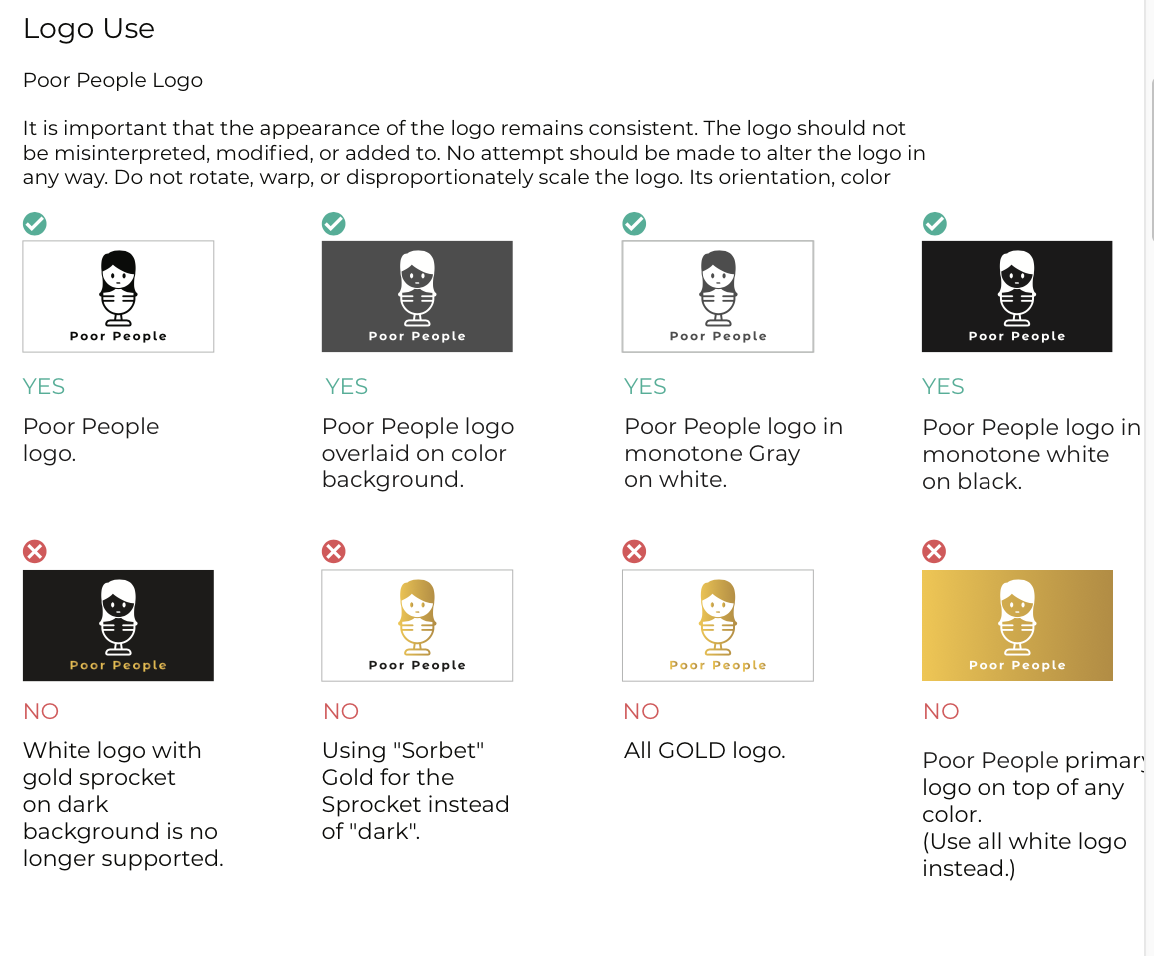 Logo Use
Poor People Logo
It is important that the appearance of the logo remains consistent. The logo should not
be misinterpreted, modified, or added to. No attempt should be made to alter the logo in
any way. Do not rotate, warp, or disproportionately scale the logo. Its orientation, color
Poor People
Poor People
Poor People
Poor People
YES
YES
YES
YES
Poor People
logo.
Poor People logo
overlaid on color
background.
Poor People logo in
monotone Gray
on white.
Poor People logo in
monotone white
on black.
Poor People
Poor People
Poor People
Poor People
NO
NO
NO
NO
White logo with
gold sprocket
on dark
background is no
longer supported.
Using "Sorbet"
Gold for the
Sprocket instead
of "dark".
All GOLD logo.
Poor People primary
logo on top of any
color.
(Use all white logo
instead.)